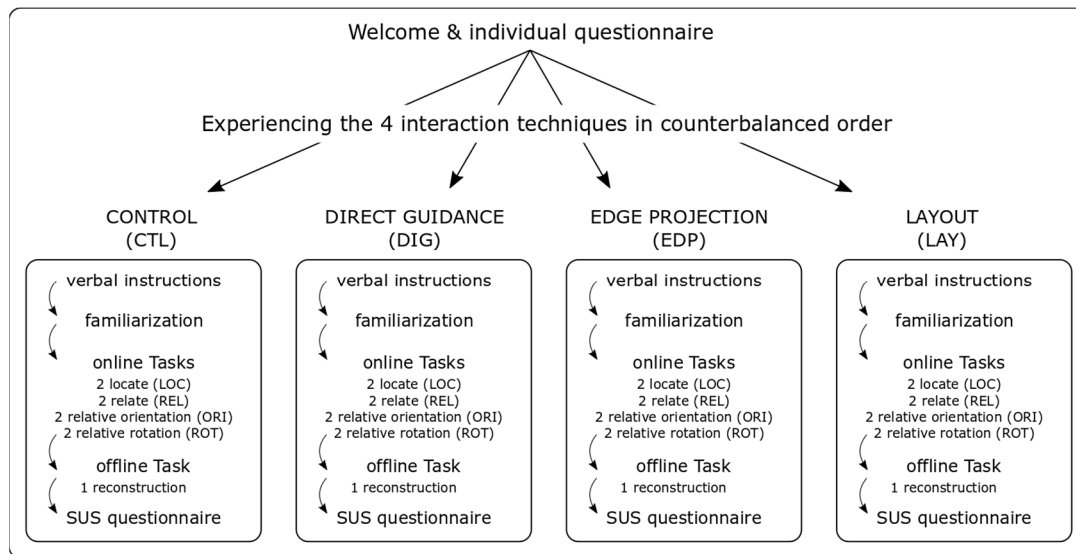 Welcome & individual questionnaire
Experiencing the 4 interaction techniques in counterbalanced order
CONTROL
(CTL)
verbal instructions
familiarization
online Tasks
2 locate (LOC)
2 relate (REL)
2 relative orientation (ORI)
2 relative rotation (ROT)
offline Task
1 reconstruction
SUS questionnaire
DIRECT GUIDANCE
(DIG)
verbal instructions
familiarization
online Tasks
2 locate (LOC)
2 relate (REL)
2 relative orientation (ORI)
2 relative rotation (ROT)
offline Task
1 reconstruction
SUS questionnaire
EDGE PROJECTION
(EDP)
verbal instructions
familiarization
online Tasks
2 locate (LOC)
2 relate (REL)
2 relative orientation (ORI)
2 relative rotation (ROT)
offline Task
1 reconstruction
SUS questionnaire
LAYOUT
(LAY)
verbal instructions
familiarization
online Tasks
2 locate (LOC)
2 relate (REL)
2 relative orientation (ORI)
2 relative rotation (ROT)
offline Task
1 reconstruction
SUS questionnaire